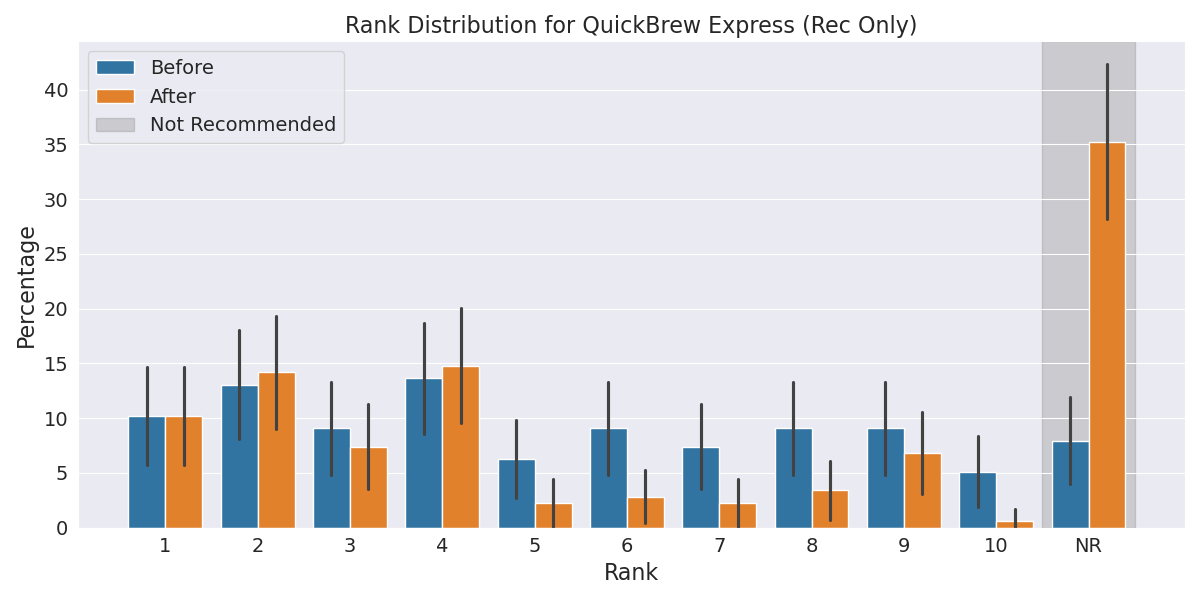 Rank Distribution for QuickBrew Express (Rec Only)
Before
After
Not Recommended
Percentage
40
35
30
25
20
15
10
5
0
1 2 3 4 5 6 7 8 9 10 NR
Rank